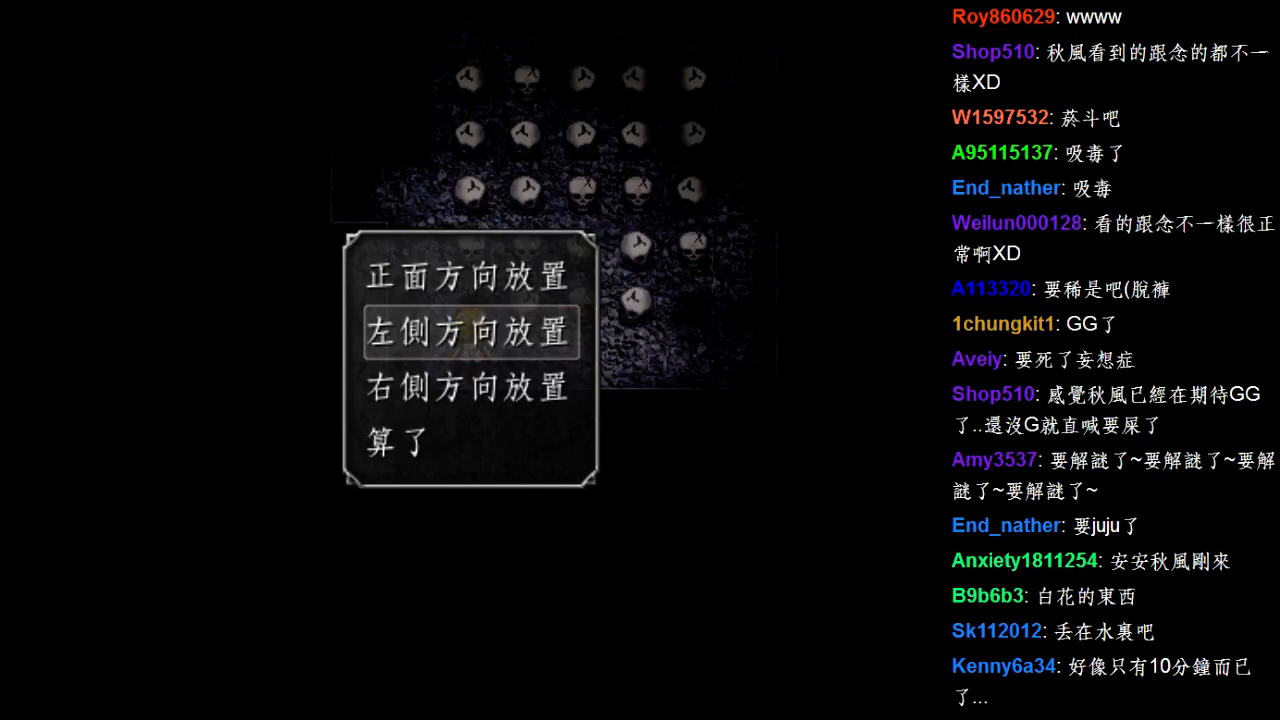 正面方向放置
左側方向放置
右側方向放置
算了
Roy860629: wwww
Shop510: 秋風看到的跟念的都不一
樣XD
W1597532: 菸斗吧
A95115137: 吸毒了
End_nather: 吸毒
Weilun000128: 看的跟念不一樣很正
常啊XD
A113320: 要稀是吧(脫褲
1chungkit1: GG了
Aveiy: 要死了妄想症
Shop510: 感覺秋風已經在期待GG
了..還沒G就直喊要屎了
Amy3537: 要解謎了~要解謎了~要解
謎了~要解謎了~
End_nather: 要juju了
Anxiety1811254: 安安秋風剛來
B9b6b3: 白花的東西
Sk112012: 丟在水裏吧
Kenny6a34: 好像只有10分鐘而已
了...